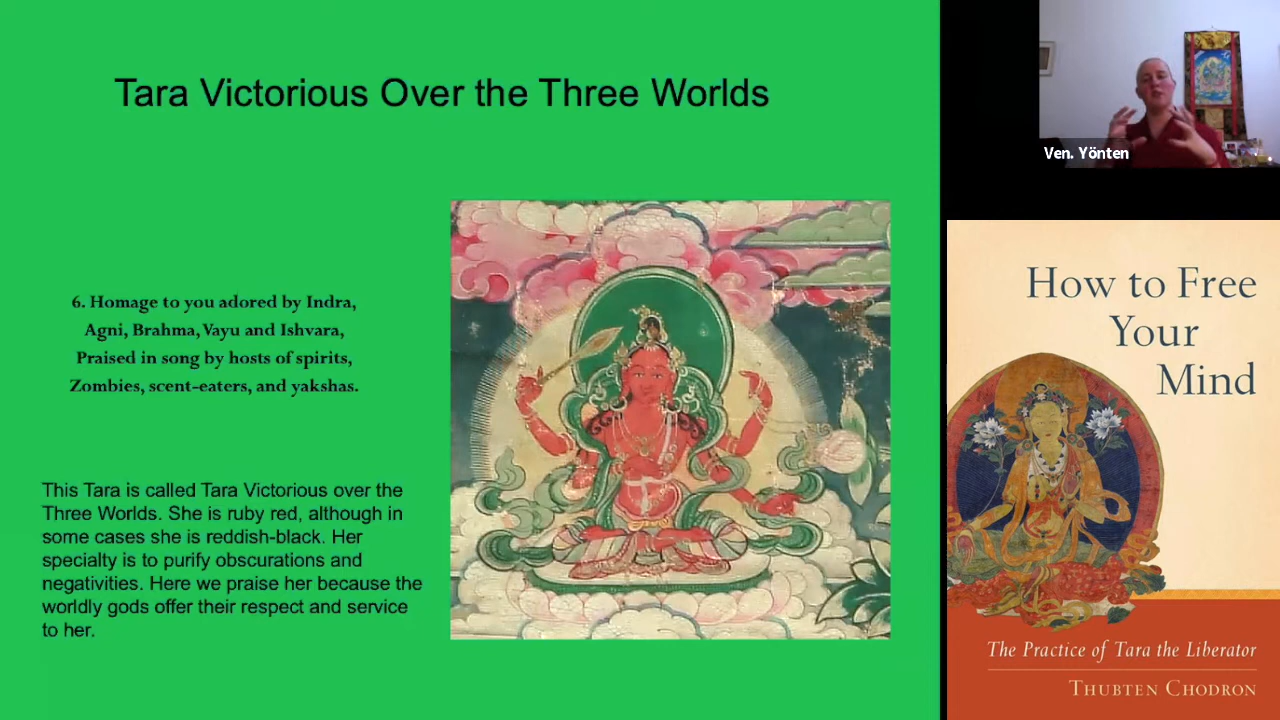 Tara Victorious Over the Three Worlds
6. Homage to you adored by Indra,
Agni, Brahma, Vayu and Ishvara,
Praised in song by hosts of spirits,
Zombies, scent-eaters, and yakshas.
This Tara is called Tara Victorious over the
Three Worlds. She is ruby red, although in
some cases she is reddish-black. Her
specialty is to purify obscurations and
negativities. Here we praise her because the
worldly gods offer their respect and service
to her.
Ven. Yönten
How to Free
Your
Mind
The Practice of Tara the Liberator
THUBTEN CHODRON